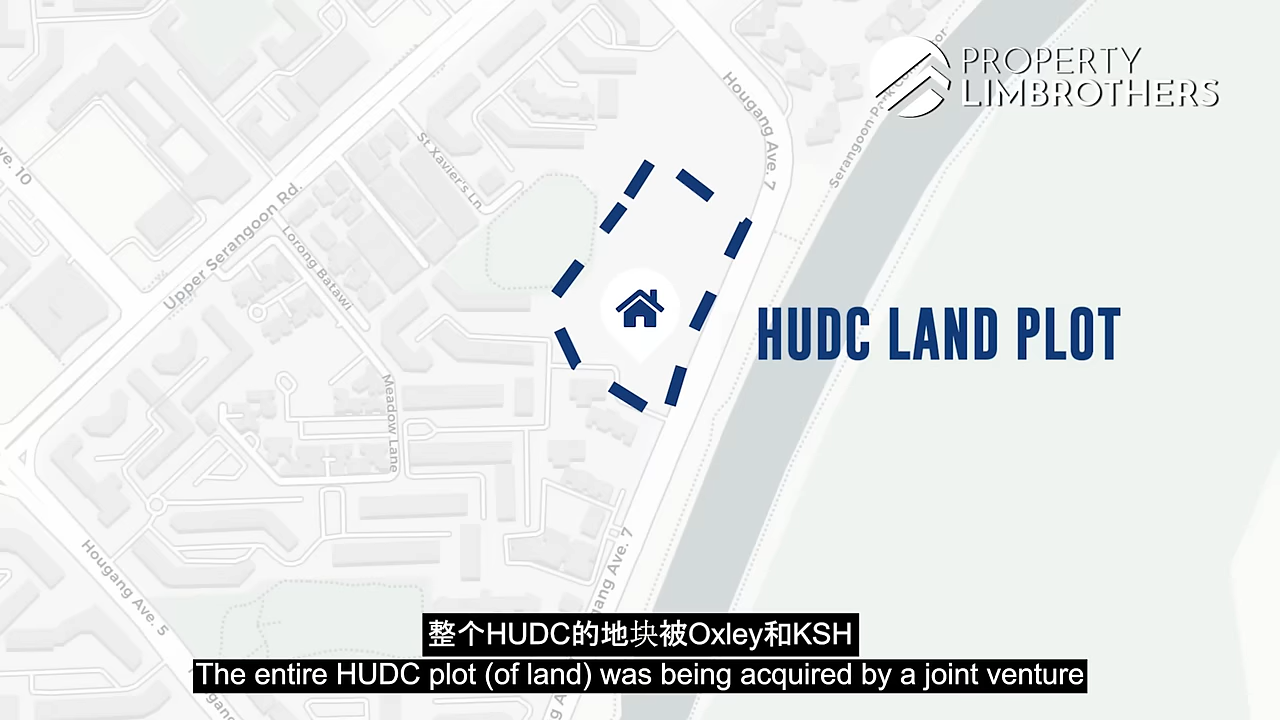 PROPERTY
LIMBROTHERS
Hougang Ave. 7
Serangoon Park
ve. 10
St. Xavier's Ln
Upper Serangoon Rd.
Lorong Batawi
HUDC LAND PLOT
Meadow Lane
Hougang Ave. 5
gang Ave. 7
整个HUDC的地块被Oxley和KSH
The entire HUDC plot (of land) was being acquired by a joint venture